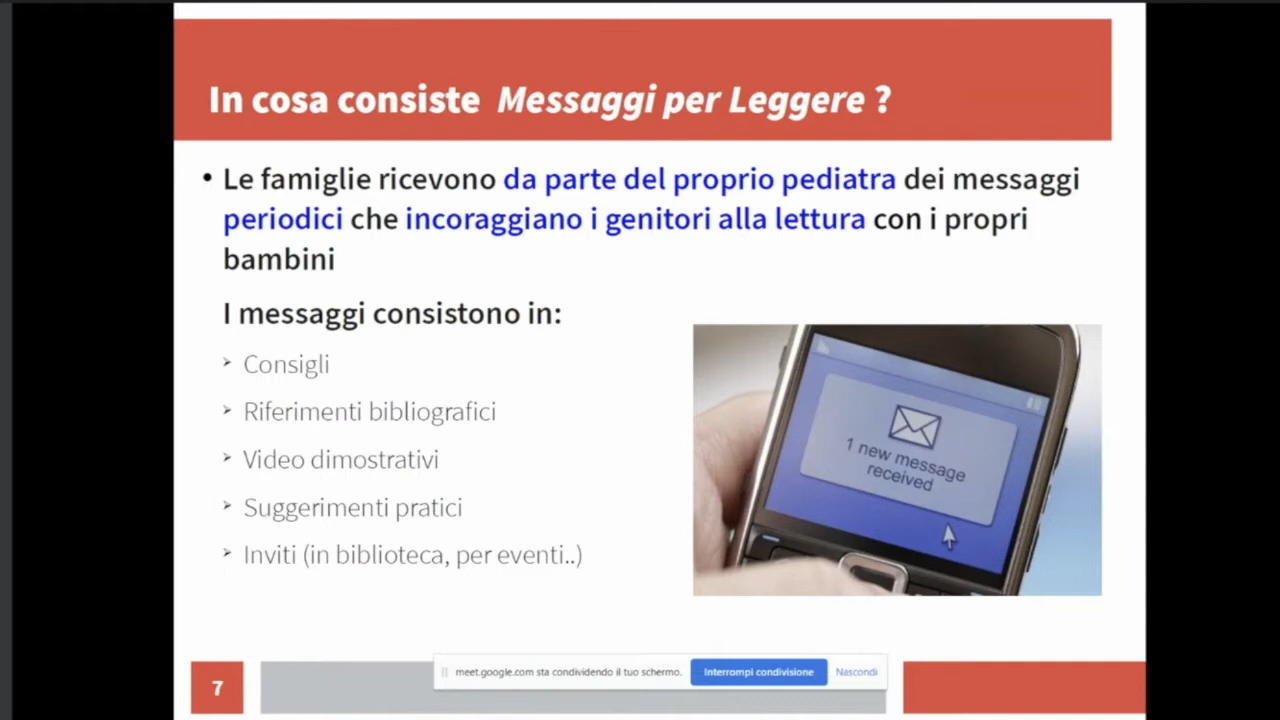 In cosa consiste Messaggi per Leggere ?
• Le famiglie ricevono da parte del proprio pediatra dei messaggi
periodici che incoraggiano i genitori alla lettura con i propri
bambini
I messaggi consistono in:
➢ Consigli
➢ Riferimenti bibliografici
➢ Video dimostrativi
➢ Suggerimenti pratici
➢ Inviti (in biblioteca, per eventi..)
1 new message
received
7
meet.google.com sta condividendo il tuo schermo.
Interrompi condivisione
Nascondi